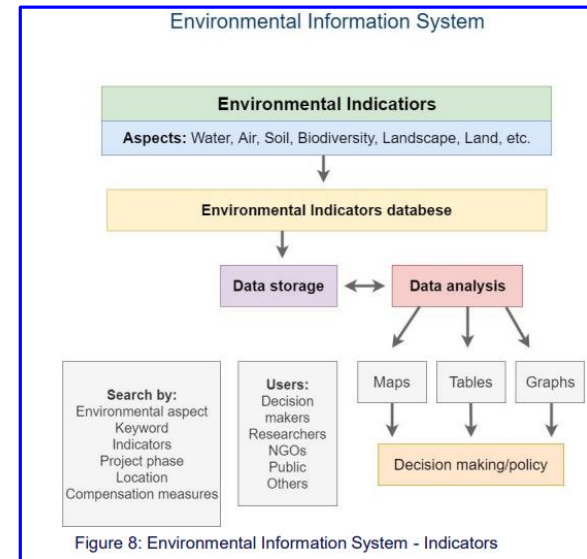 Environmental Information System
Environmental Indicatiors
Aspects: Water, Air, Soil, Biodiversity, Landscape, Land, etc.
Environmental Indicators databese
Data storage
Data analysis
Search by:
Environmental aspect
Keyword
Indicators
Project phase
Location
Compensation measures
Users:
Decision
makers
Researchers
NGOs
Public
Others
Maps
Tables
Graphs
Decision making/policy
Figure 8: Environmental Information System - Indicators